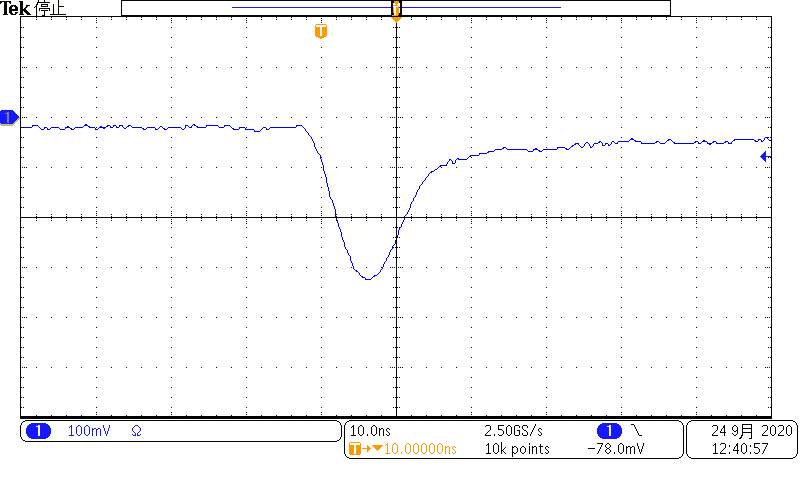 Tek 停止
T
T
1
1 100mV Ω
10.0ns 2.50GS/s 1 \
T→▼10.00000ns 10k points −78.0mV
24 9月 2020
12:40:57